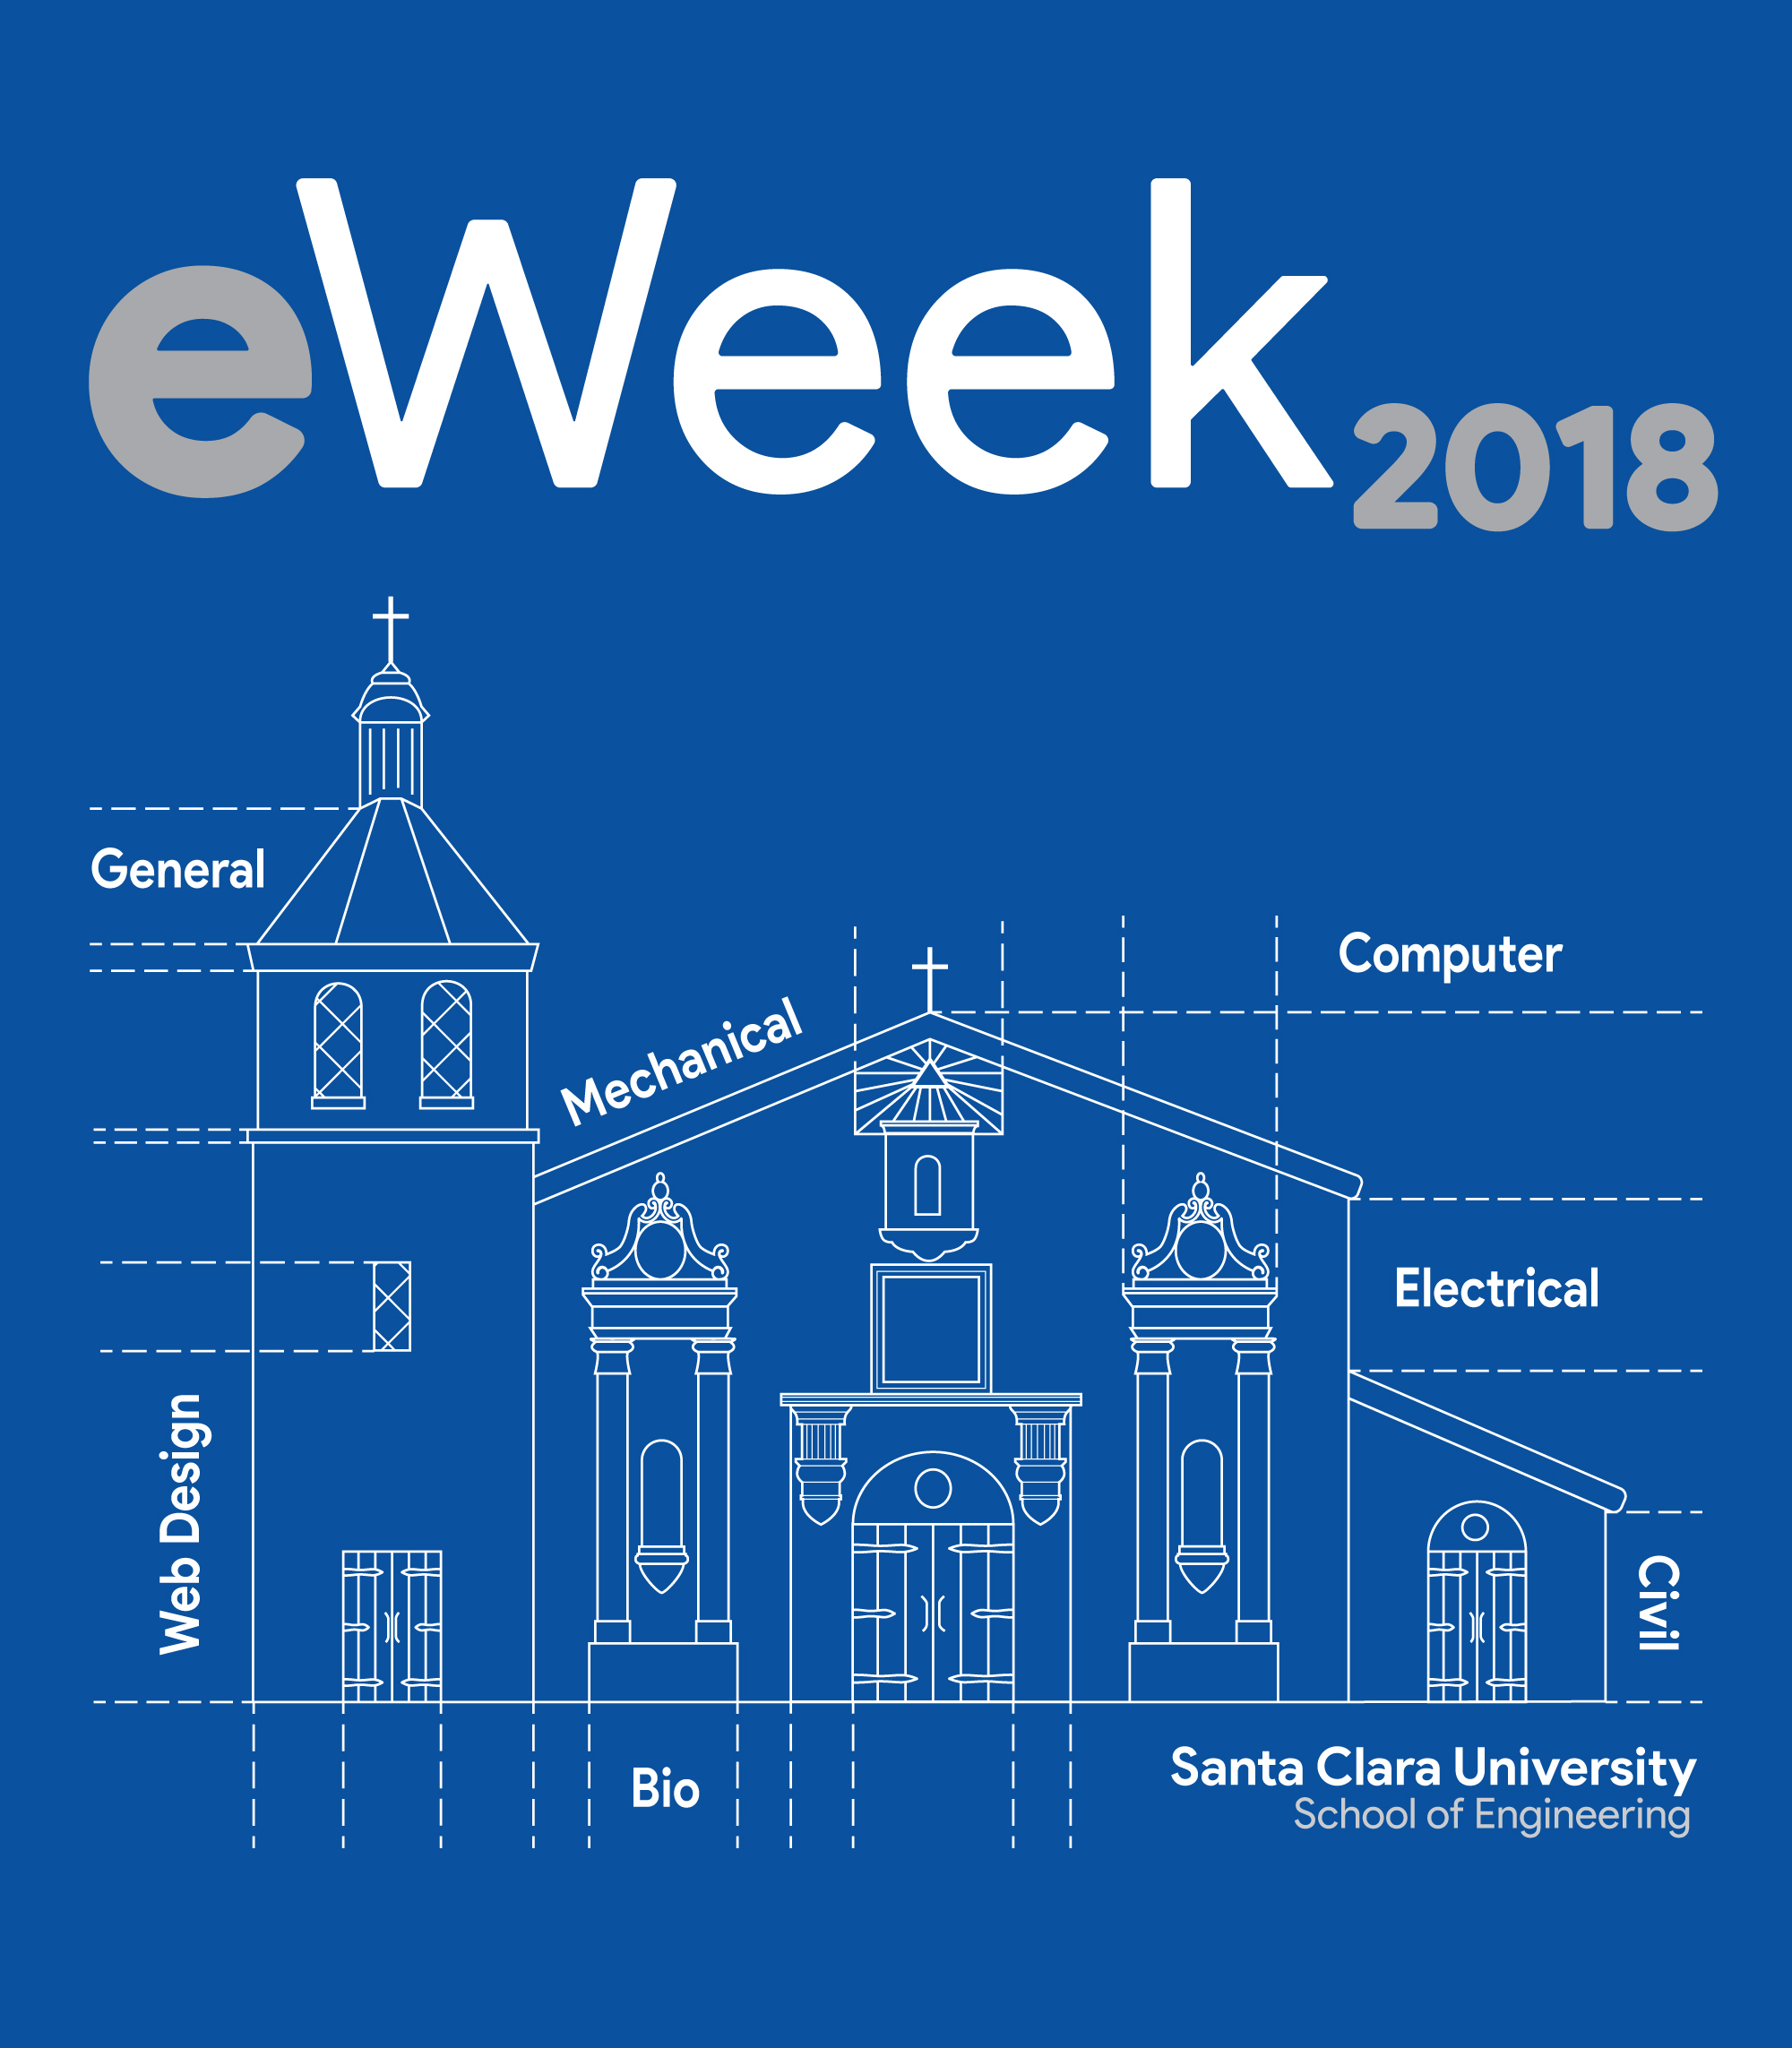 eWeek 2018
General
Computer
Mechanical
Electrical
Web Design
Civil
Bio
Santa Clara University
School of Engineering